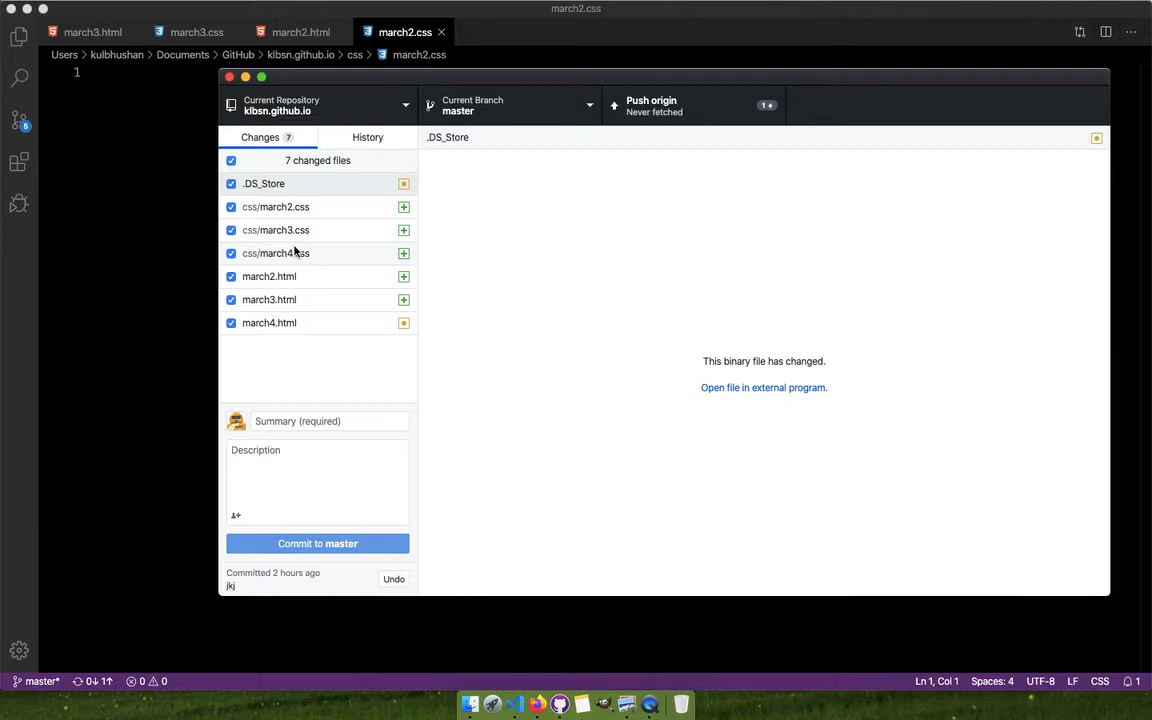 march2.css
march3.html
march3.css
march2.html
march2.css
Users > kulbhushan > Documents > GitHub > klbsn.github.io > css > march2.css
1
Current Repository
klbsn.github.io
Current Branch
master
Push origin
Never fetched
1
Changes 7
History
.DS_Store
7 changed files
.DS_Store
css/march2.css
css/march3.css
css/march4.css
march2.html
march3.html
march4.html
This binary file has changed.
Open file in external program.
Summary (required)
Description
Commit to master
Committed 2 hours ago
jkj
Undo
5
master* 0↓ 1↑ 0 0
Ln 1, Col 1 Spaces: 4 UTF-8 LF CSS 1